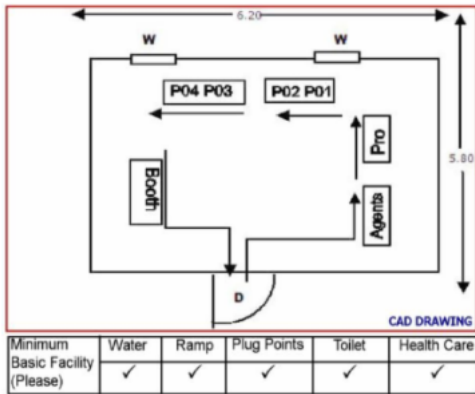 6.20
W W
P04 P03 P02 P01
Pro
5.80
Booth
Agents
D
CAD DRAWING
Minimum Basic Facility (Please) Water Ramp Plug Points Toilet Health Care
✓ ✓ ✓ ✓ ✓